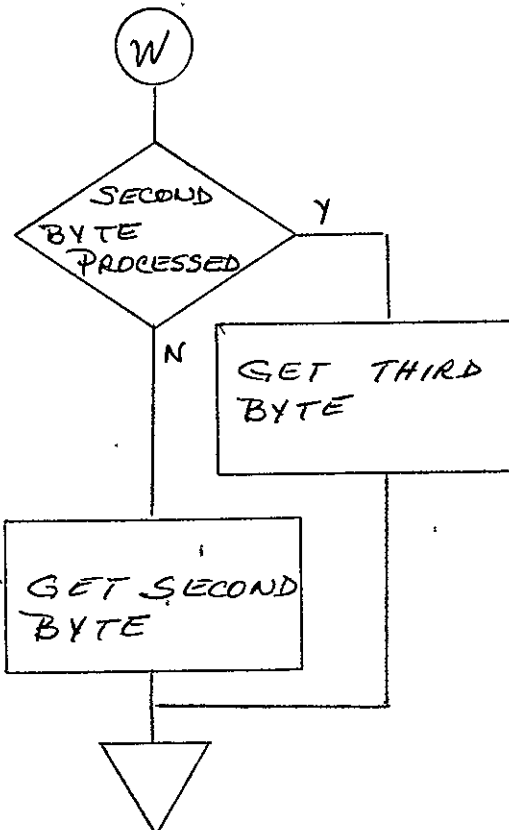 W
SECOND
BYTE
PROCESSED
Y
N
GET THIRD
BYTE
GET SECOND
BYTE